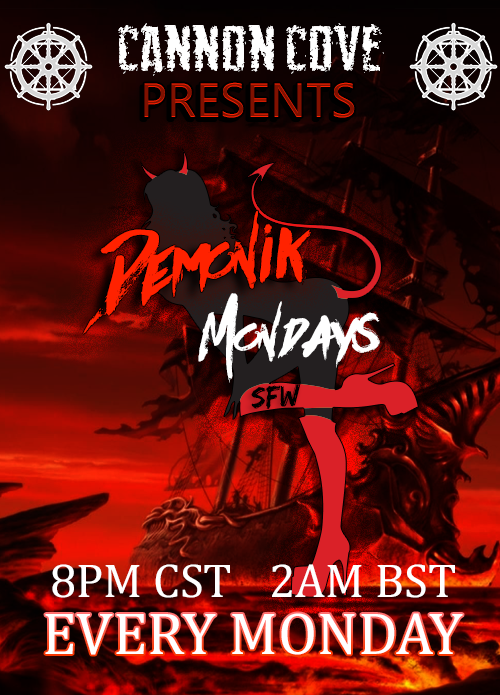 CANNON COVE
PRESENTS
DEMONIK
MONDAYS
SFW
8PM CST 2AM BST
EVERY MONDAY